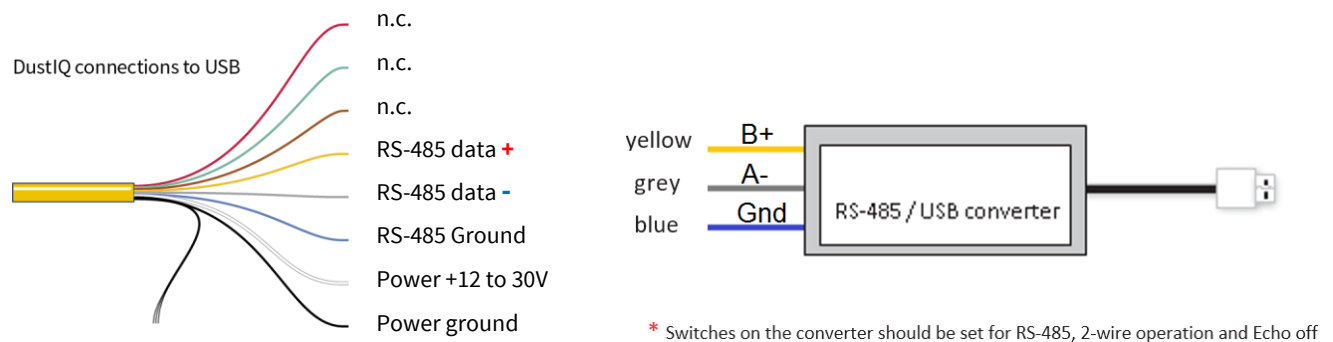 DustIQ connections to USB
n.c.
n.c.
n.c.
RS-485 data +
RS-485 data -
RS-485 Ground
Power +12 to 30V
Power ground
yellow B+
grey A-
blue Gnd
RS-485 / USB converter
* Switches on the converter should be set for RS-485, 2-wire operation and Echo off